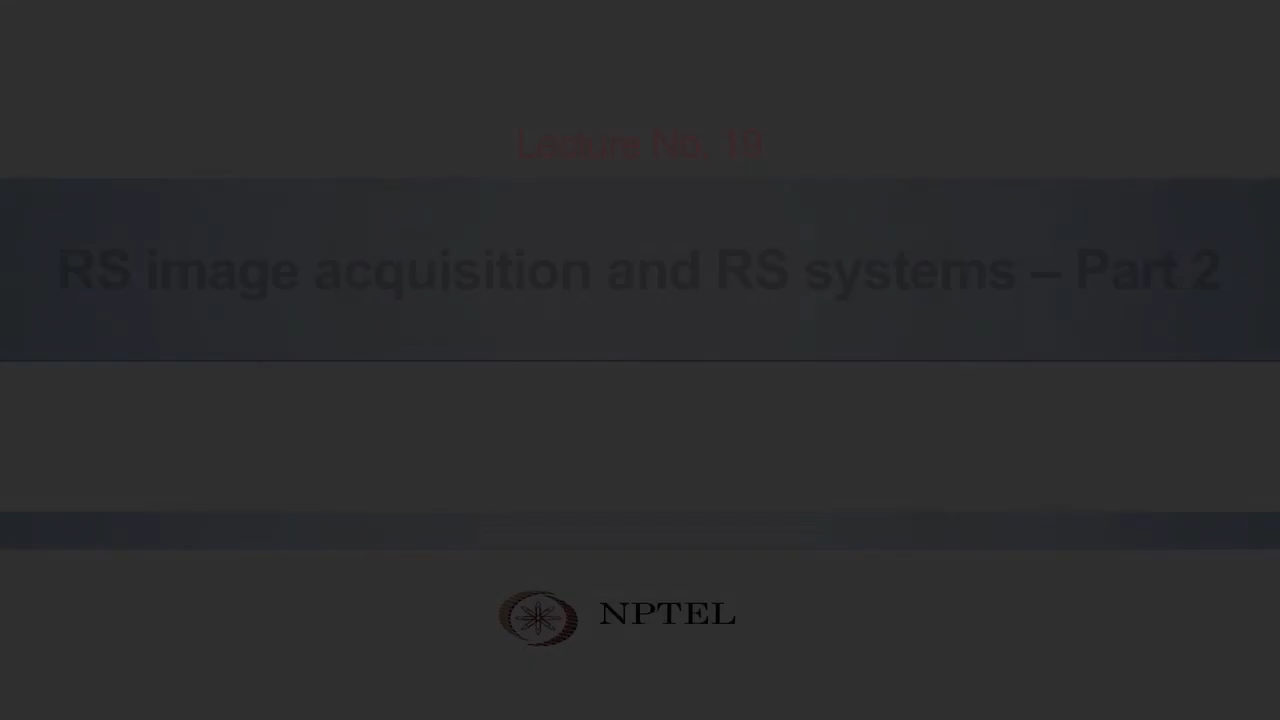 Lecture No. 19
RS image acquisition and RS systems – Part 2
NPTEL